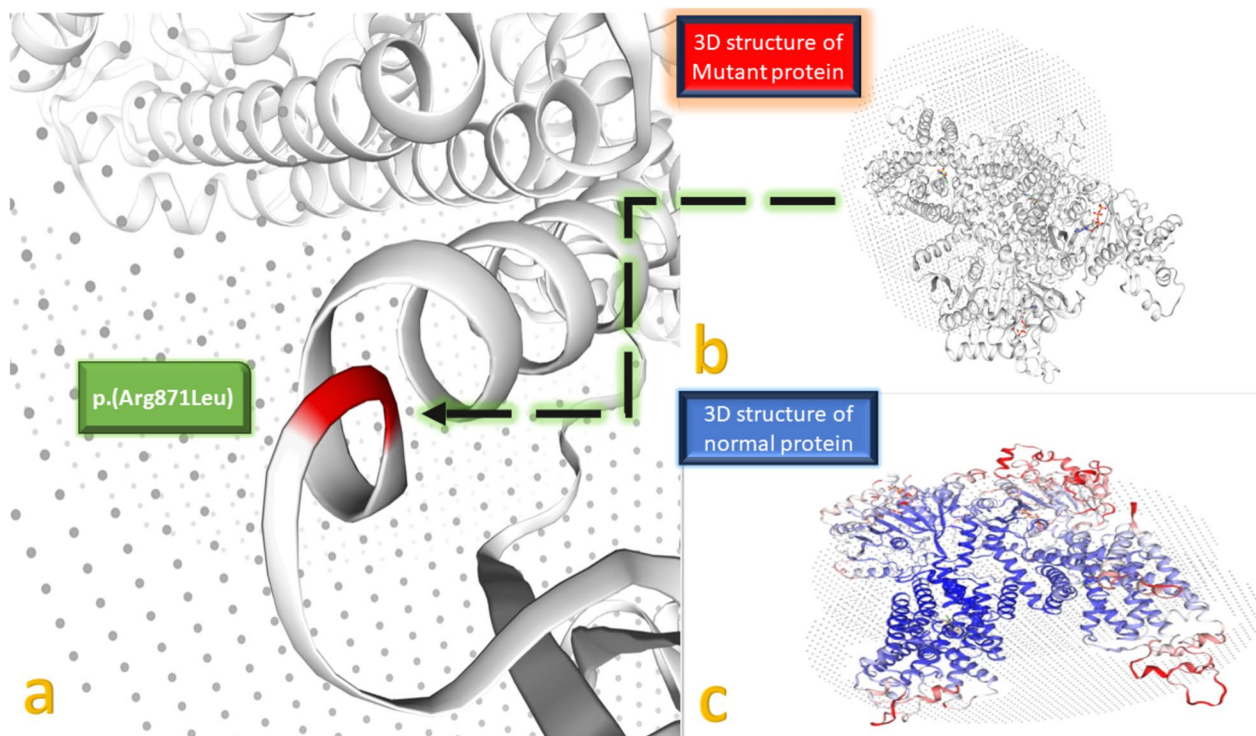 3D structure of
Mutant protein
p.(Arg871Leu)
b
3D structure of
normal protein
a
c